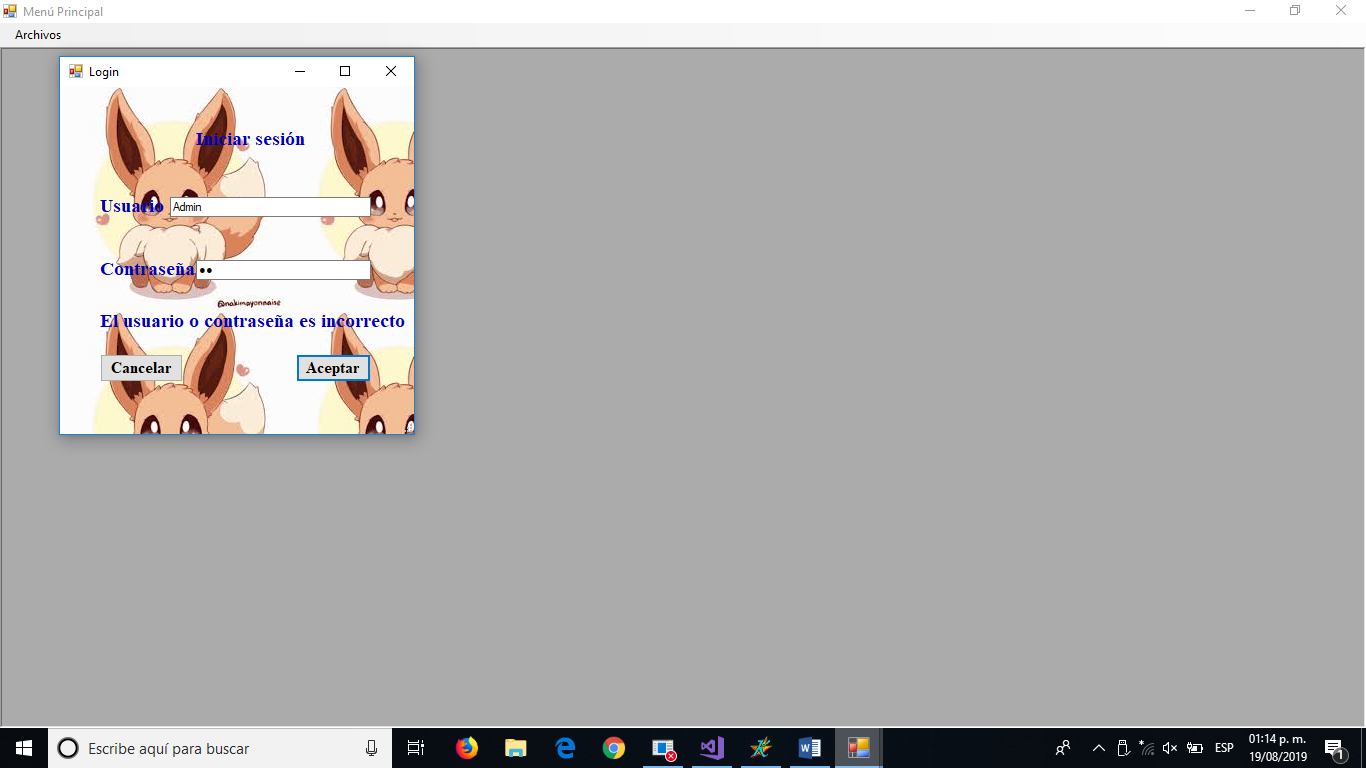 Menú Principal
Archivos
Login
Iniciar sesión
Usuario Admin
Contraseña ••
@nakimayonnaise
El usuario o contraseña es incorrecto
Cancelar Aceptar
Escribe aquí para buscar
ESP
01:14 p. m.
19/08/2019
1